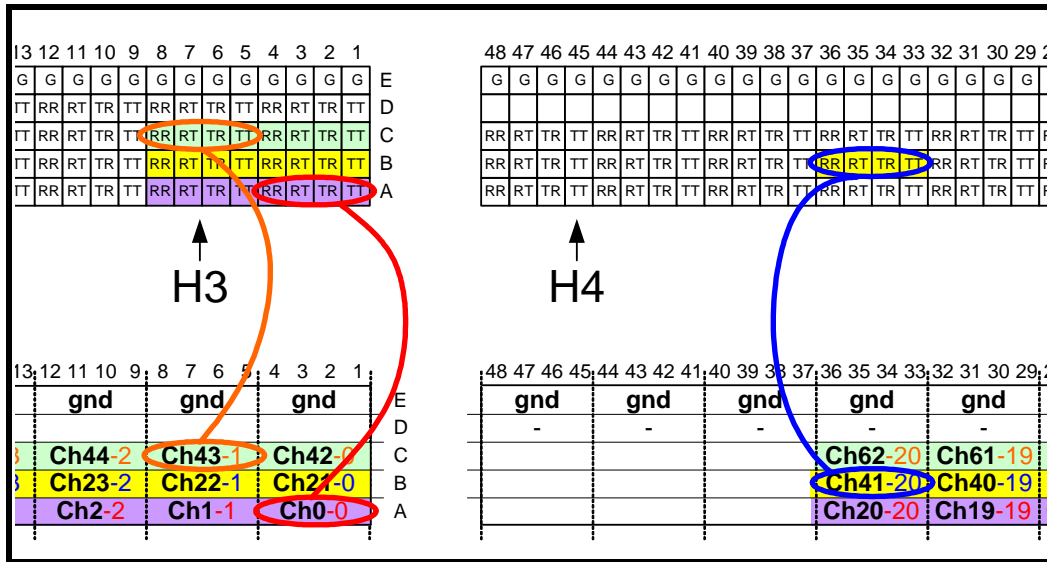 13 12 11 10 9 8 7 6 5 4 3 2 1
G G G G G G G G G G G G G E
TT RR RT TR TT RR RT TR TT RR RT TR TT D
TT RR RT TR TT RR RT TR TT RR RT TR TT C
TT RR RT TR TT RR RT TR TT RR RT TR TT B
TT RR RT TR TT RR RT TR TT RR RT TR TT A
H3
48 47 46 45 44 43 42 41 40 39 38 37 36 35 34 33 32 31 30 29
G G G G G G G G G G G G G G G G G G G G
RR RT TR TT RR RT TR TT RR RT TR TT RR RT TR TT RR RT TR TT
RR RT TR TT RR RT TR TT RR RT TR TT RR RT TR TT RR RT TR TT
RR RT TR TT RR RT TR TT RR RT TR TT RR RT TR TT RR RT TR TT
H4
13 12 11 10 9 8 7 6 5 4 3 2 1
gnd gnd gnd E
- - - D
Ch44-2 Ch43-1 Ch42-0 C
Ch23-2 Ch22-1 Ch21-0 B
Ch2-2 Ch1-1 Ch0-0 A
48 47 46 45 44 43 42 41 40 39 38 37 36 35 34 33 32 31 30 29
gnd gnd gnd gnd gnd
- - - - -
Ch62-20 Ch61-19
Ch41-20 Ch40-19
Ch20-20 Ch19-19